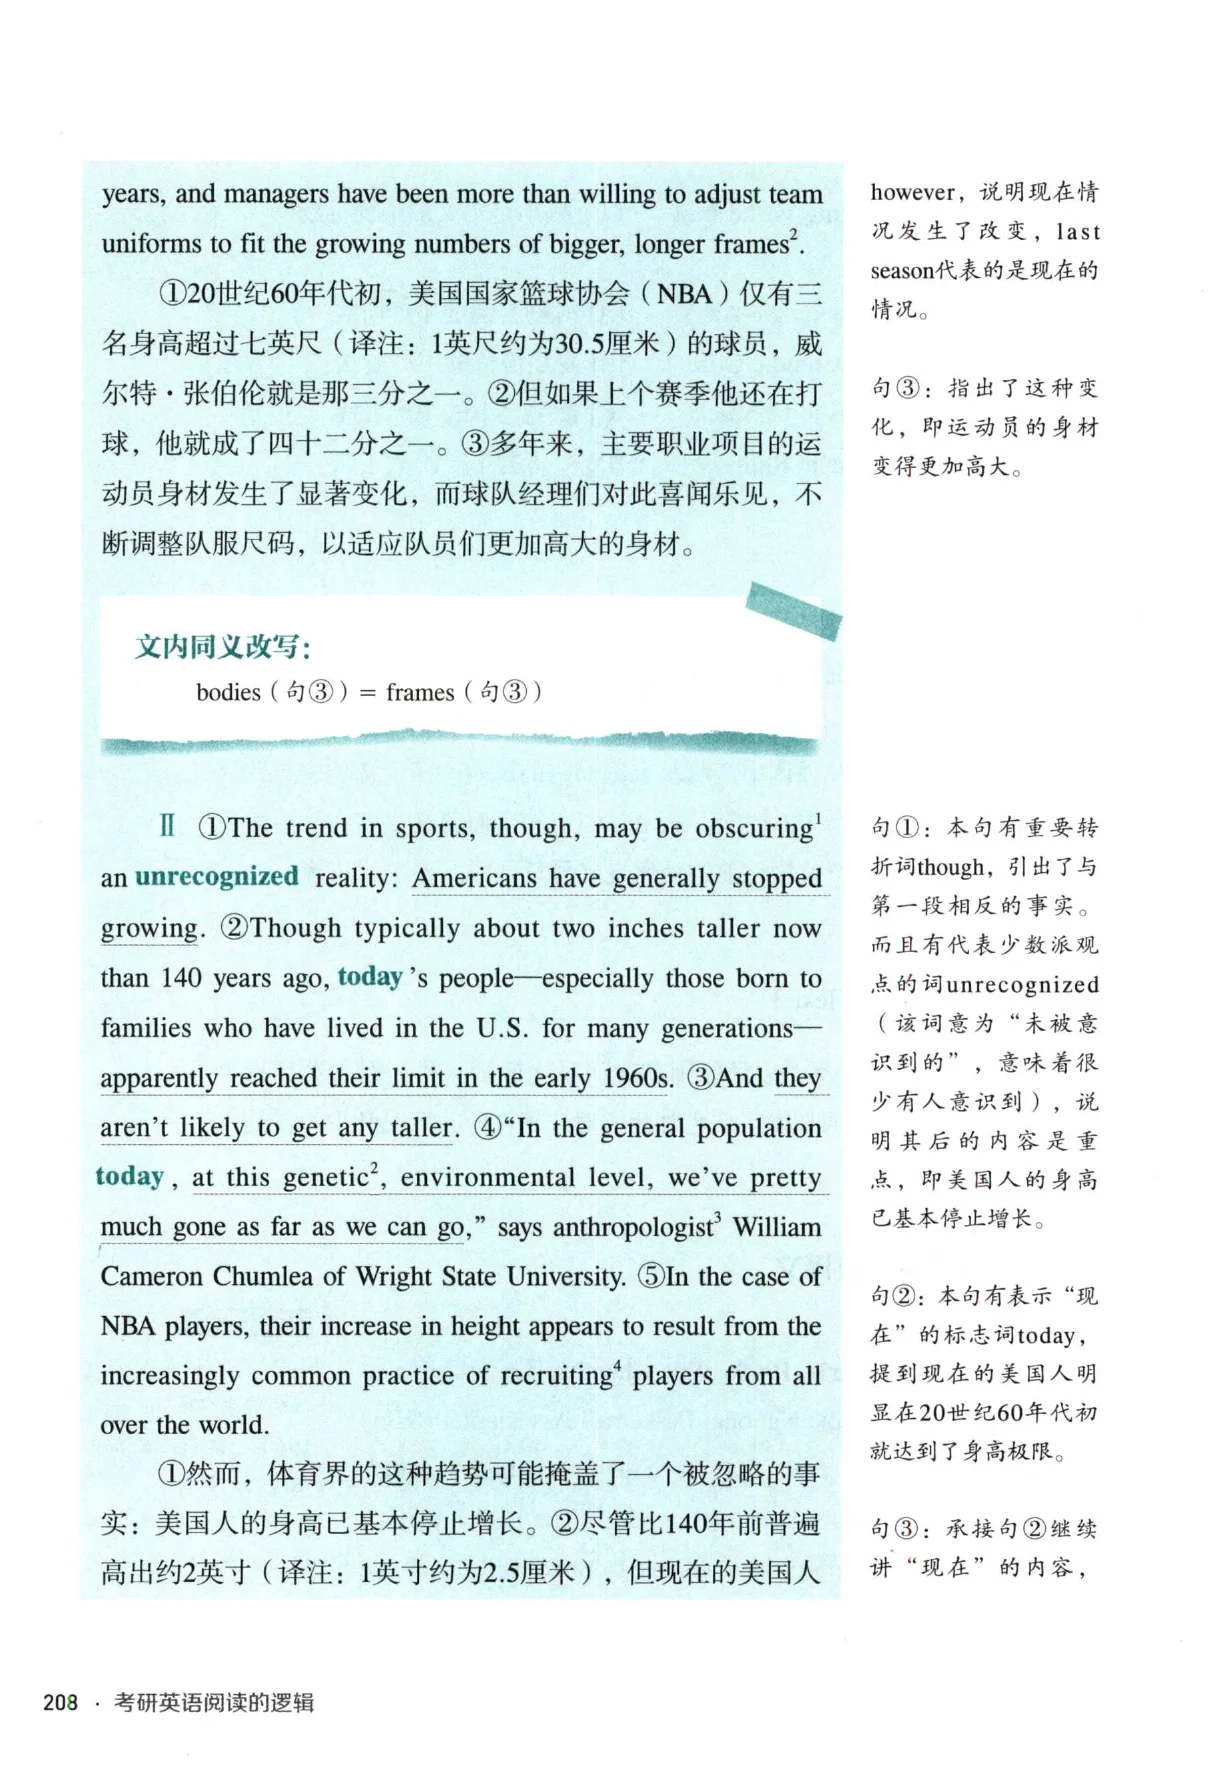 years, and managers have been more than willing to adjust team
uniforms to fit the growing numbers of bigger, longer frames².
①20世纪60年代初，美国国家篮球协会（NBA）仅有三
名身高超过七英尺（译注：1英尺约为30.5厘米）的球员，威
尔特·张伯伦就是那三分之一。②但如果上个赛季他还在打
球，他就成了四十二分之一。③多年来，主要职业项目的运
动员身材发生了显著变化，而球队经理们对此喜闻乐见，不
断调整队服尺码，以适应队员们更加高大的身材。
文内同义改写：
bodies（句③）= frames（句③）
Ⅱ ①The trend in sports, though, may be obscuring¹
an unrecognized reality: Americans have generally stopped
growing. ②Though typically about two inches taller now
than 140 years ago, today's people—especially those born to
families who have lived in the U.S. for many generations—
apparently reached their limit in the early 1960s. ③And they
aren't likely to get any taller. ④“In the general population
today, at this genetic², environmental level, we've pretty
much gone as far as we can go,” says anthropologist³ William
Cameron Chumlea of Wright State University. ⑤In the case of
NBA players, their increase in height appears to result from the
increasingly common practice of recruiting⁴ players from all
over the world.
①然而，体育界的这种趋势可能掩盖了一个被忽略的事
实：美国人的身高已基本停止增长。②尽管比140年前普遍
高出约2英寸（译注：1英寸约为2.5厘米），但现在的美国人
however，说明现在情
况发生了改变，last
season代表的是现在的
情况。
句③：指出了这种变
化，即运动员的身材
变得更加高大。
句①：本句有重要转
折词though，引出了与
第一段相反的事实。
而且有代表少数派观
点的词unrecognized
（该词意为“未被意
识到的”，意味着很
少有人意识到），说
明其后的内容是重
点，即美国人的身高
已基本停止增长。
句②：本句有表示“现
在”的标志词today，
提到现在的美国人明
显在20世纪60年代初
就达到了身高极限。
句③：承接句②继续
讲“现在”的内容，
208 · 考研英语阅读的逻辑